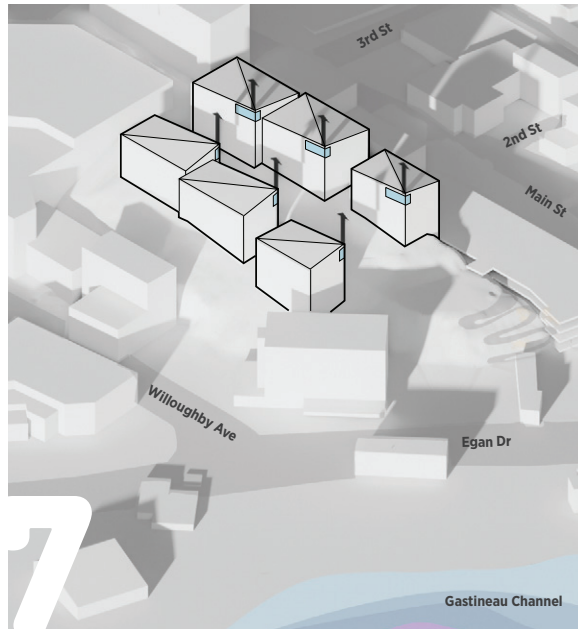 3rd St
2nd St
Main St
Willoughby Ave
Egan Dr
7
Gastineau Channel